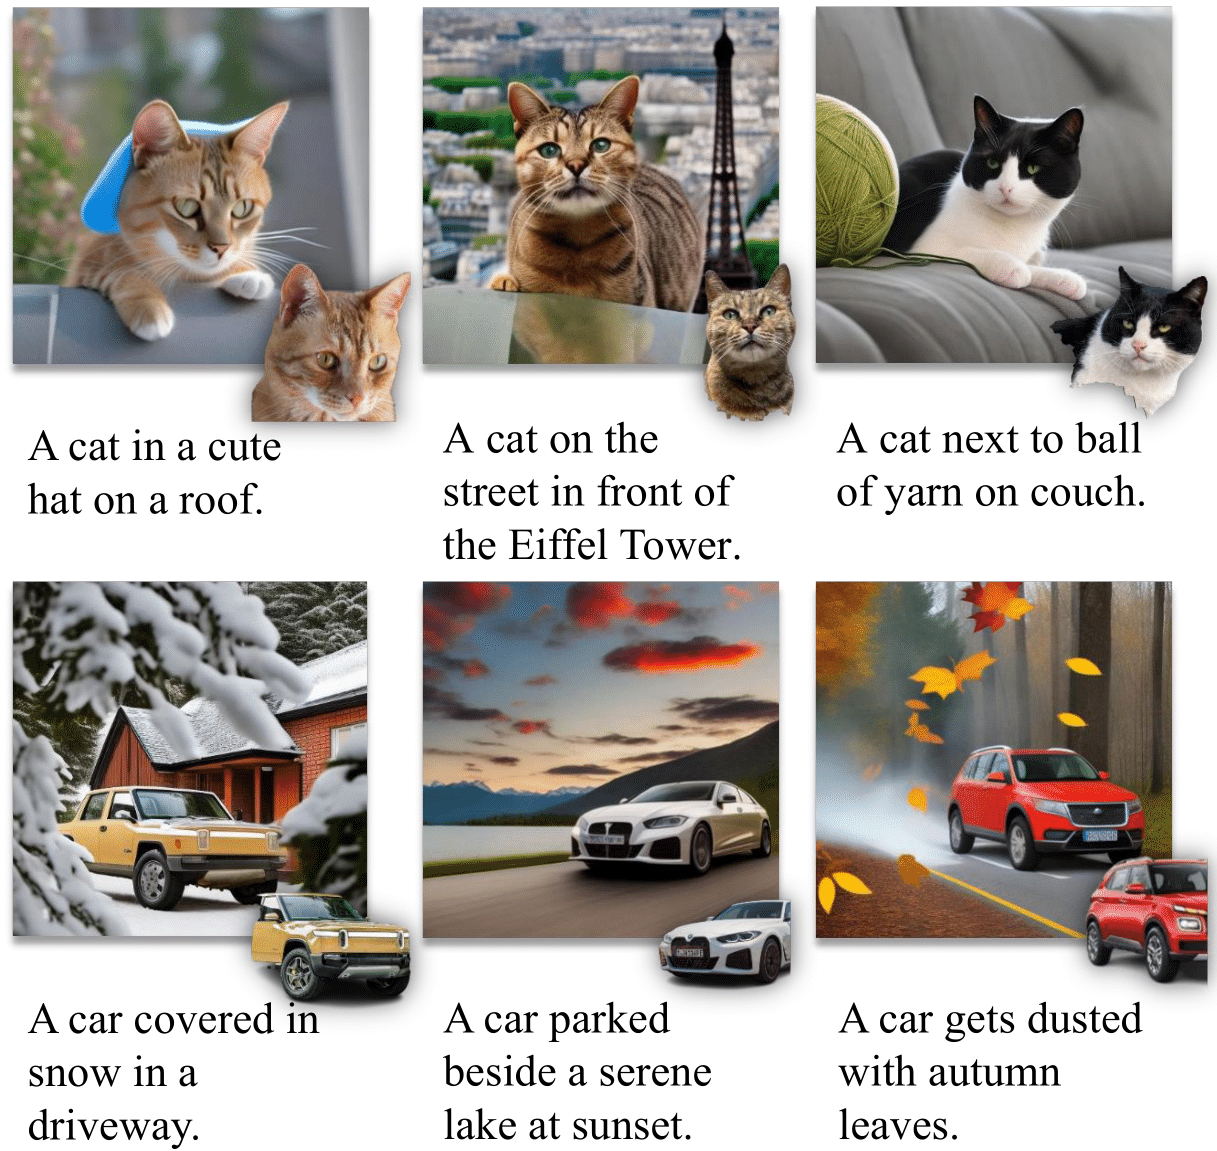 A cat in a cute
hat on a roof.
A cat on the
street in front of
the Eiffel Tower.
A cat next to ball
of yarn on couch.
A car covered in
snow in a
driveway.
A car parked
beside a serene
lake at sunset.
A car gets dusted
with autumn
leaves.